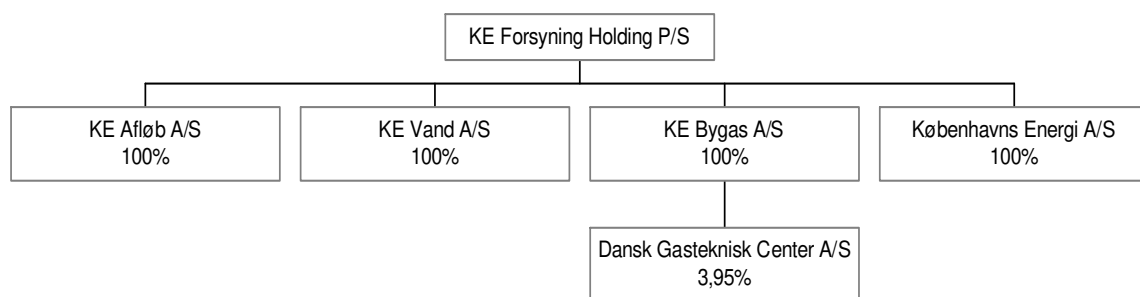 KE Forsyning Holding P/S
KE Afløb A/S
100%
KE Vand A/S
100%
KE Bygas A/S
100%
Københavns Energi A/S
100%
Dansk Gasteknisk Center A/S
3,95%